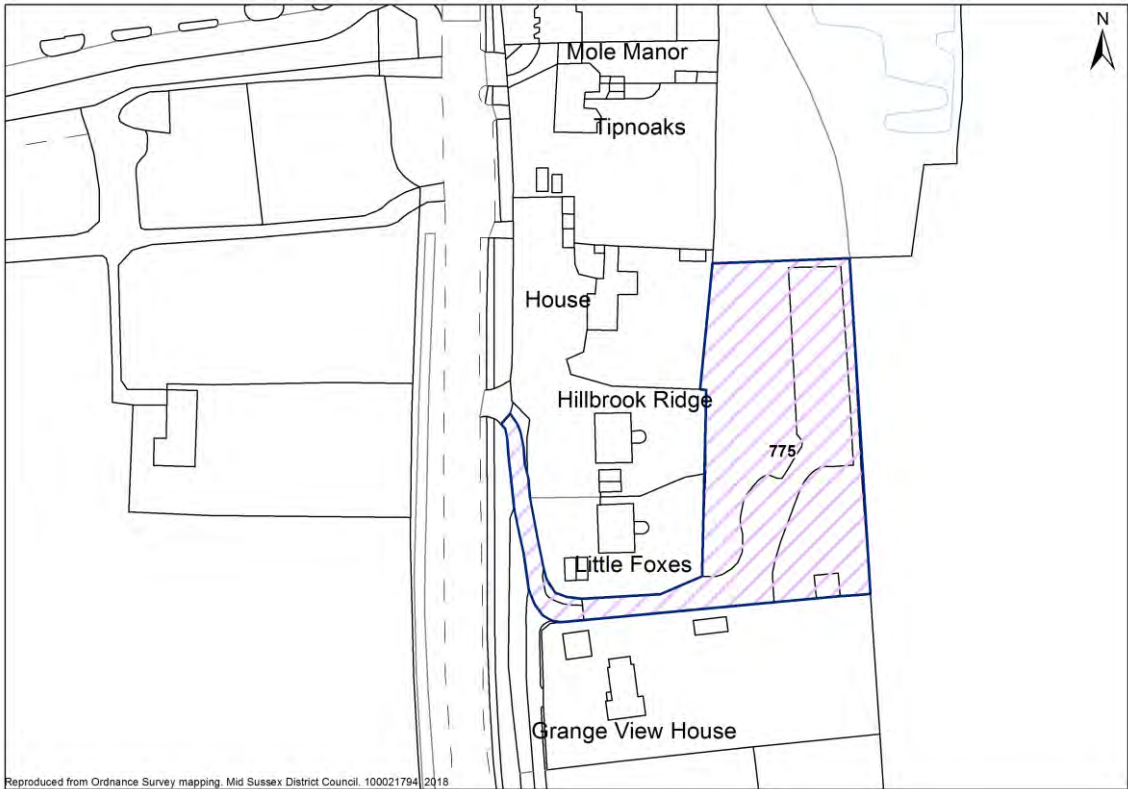 N
Mole Manor
Tipnoaks
House
Hillbrook Ridge
775
Little Foxes
Grange View House
Reproduced from Ordnance Survey mapping. Mid Sussex District Council. 100021794. 2018